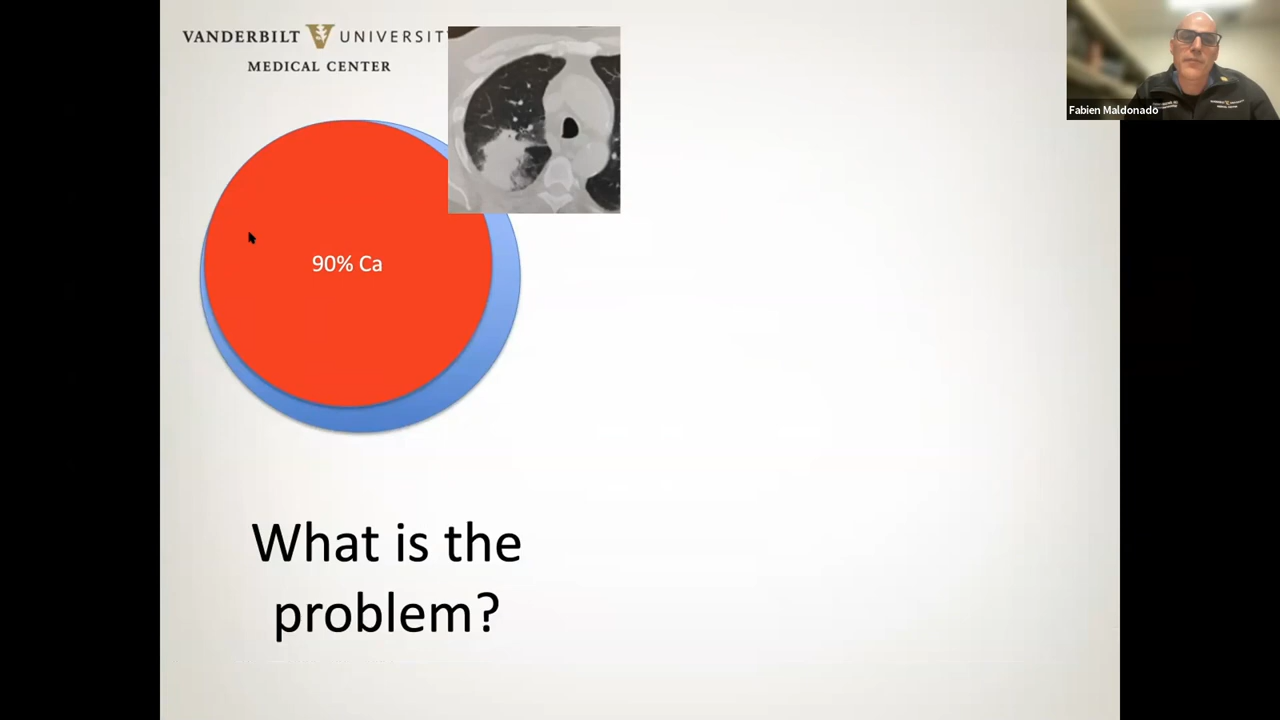 VANDERBILT UNIVERSITY
MEDICAL CENTER
Fabien Maldonado
90% Ca
What is the
problem?